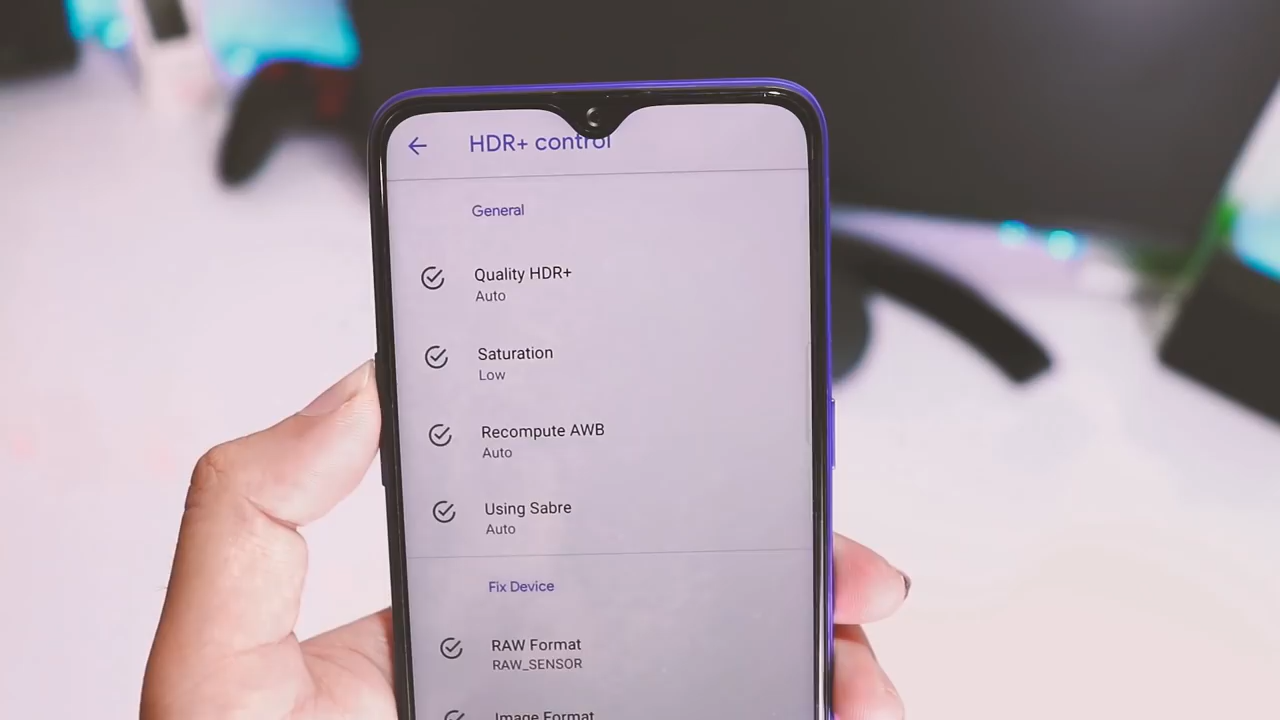 HDR+ control
General
Quality HDR+
Auto
Saturation
Low
Recompute AWB
Auto
Using Sabre
Auto
Fix Device
RAW Format
RAW_SENSOR
Image Format